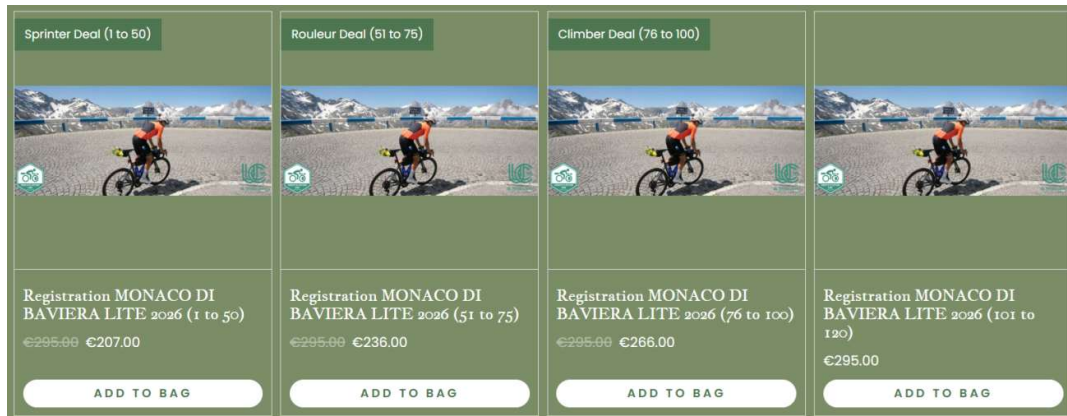 Sprinter Deal (1 to 50)
Rouleur Deal (51 to 75)
Climber Deal (76 to 100)
Registration MONACO DI
BAVIERA LITE 2026 (1 to 50)
€295.00 €207.00
ADD TO BAG
Registration MONACO DI
BAVIERA LITE 2026 (51 to 75)
€295.00 €236.00
ADD TO BAG
Registration MONACO DI
BAVIERA LITE 2026 (76 to 100)
€295.00 €266.00
ADD TO BAG
Registration MONACO DI
BAVIERA LITE 2026 (101 to
120)
€295.00
ADD TO BAG